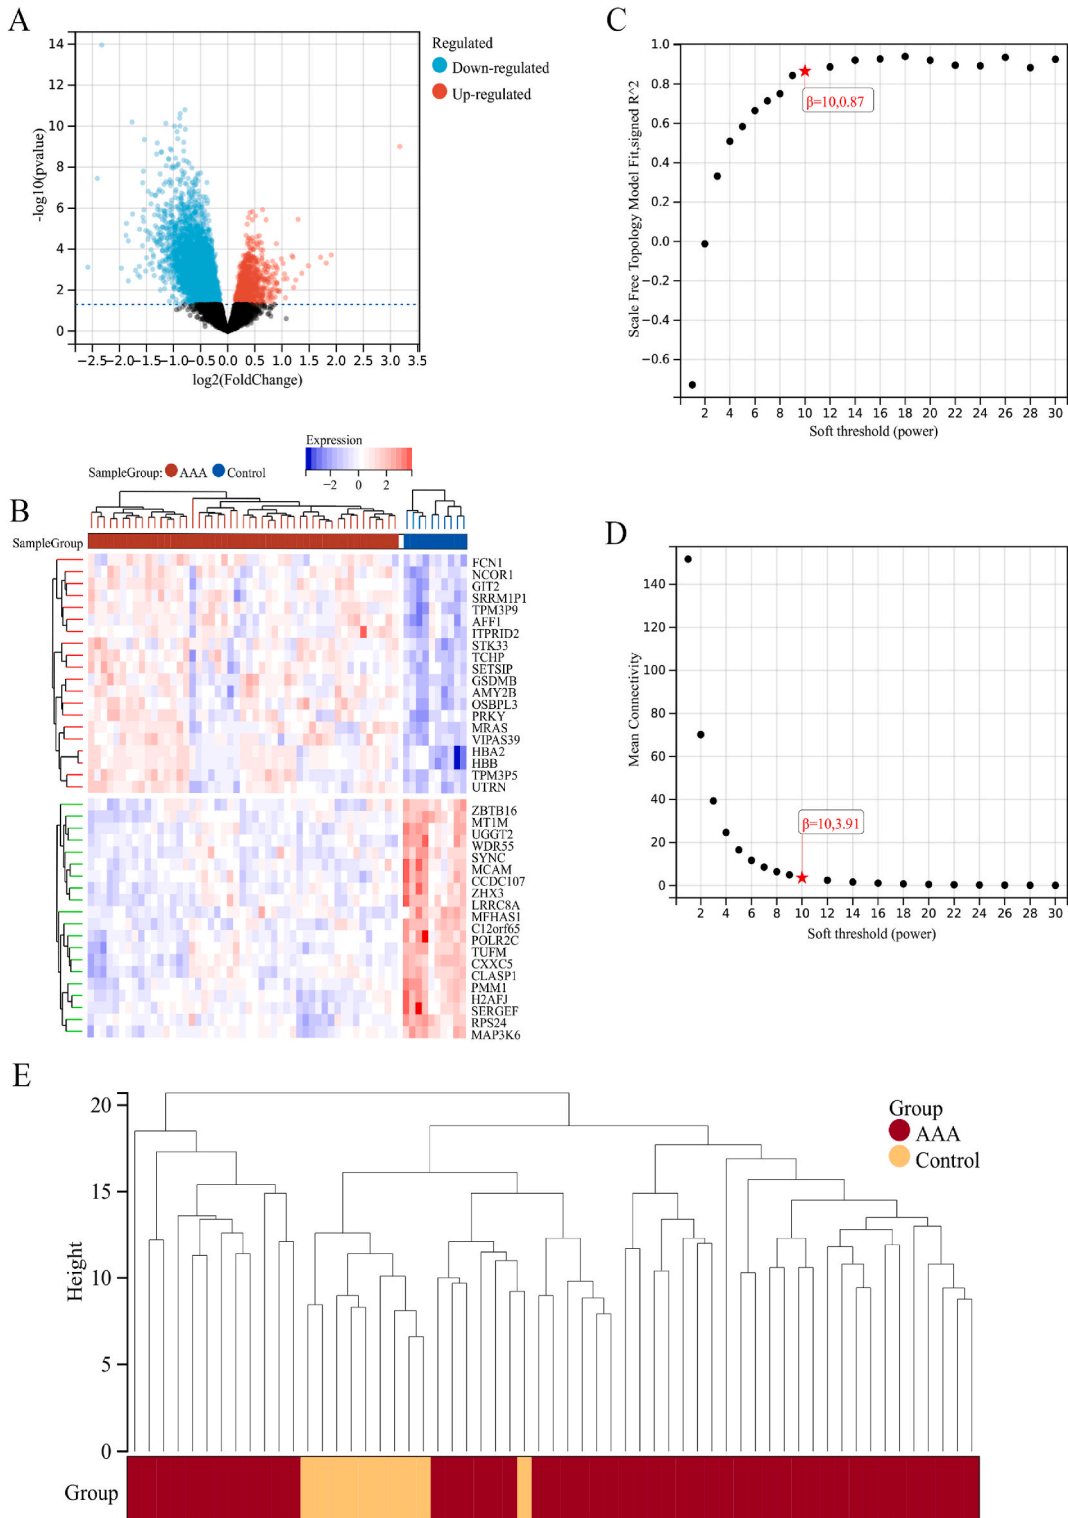 A
14
12
10
8
6
4
2
0
-log10(pvalue)
−2.5−2.0−1.5−1.0−0.5 0.0 0.5 1.0 1.5 2.0 2.5 3.0 3.5
log2(FoldChange)
Regulated
Down-regulated
Up-regulated
C
1.0
0.8
0.6
0.4
0.2
0.0
−0.2
−0.4
−0.6
Scale Free Topology Model Fit,signed R^2
β=10,0.87
2 4 6 8 10 12 14 16 18 20 22 24 26 28 30
Soft threshold (power)
B
Expression
−2 0 2
SampleGroup: AAA Control
SampleGroup
FCN1
NCOR1
GIT2
SRRM1P1
TPM3P9
AFF1
ITPRID2
STK33
TCHP
SETSIP
GSDMB
AMY2B
OSBPL3
PRKY
MRAS
VIPAS39
HBA2
HBB
TPM3P5
UTRN
ZBTB16
MT1M
UGGT2
WDR55
SYNC
MCAM
CCDC107
ZHX3
LRRC8A
MFHAS1
C12orf65
POLR2C
TUFM
CXXC5
CLASP1
PMM1
H2AFJ
SERGEF
RPS24
MAP3K6
D
140
120
100
80
60
40
20
0
Mean Connectivity
β=10,3.91
2 4 6 8 10 12 14 16 18 20 22 24 26 28 30
Soft threshold (power)
E
20
15
10
5
0
Height
Group
AAA
Control
Group